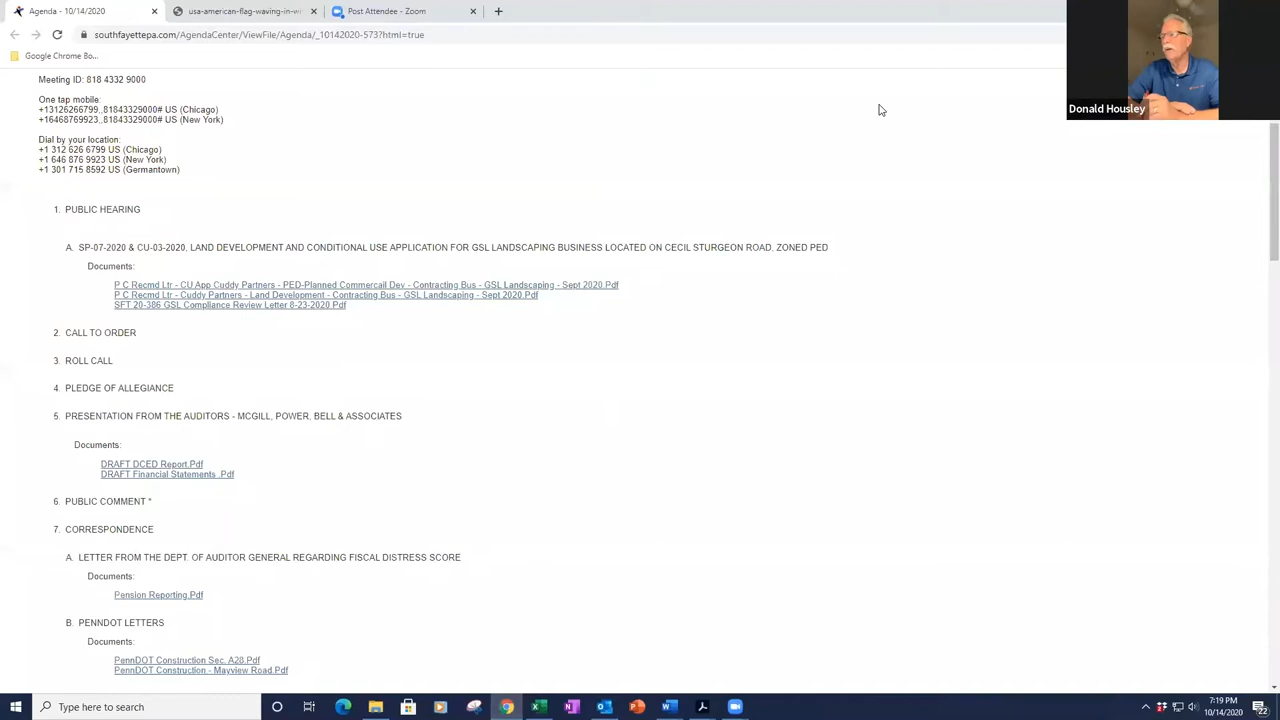 Agenda - 10/14/2020
usa-american-flag-waving-in-w
Post Attendee - Zoom
southfayettepa.com/AgendaCenter/ViewFile/Agenda/_10142020-573?html=true
Google Chrome Bo...
Donald Housley
Meeting ID: 818 4332 9000
One tap mobile:
+13126266799,,81843329000# US (Chicago)
+16468769923,,81843329000# US (New York)
Dial by your location:
+1 312 626 6799 US (Chicago)
+1 646 876 9923 US (New York)
+1 301 715 8592 US (Germantown)
1. PUBLIC HEARING
A. SP-07-2020 & CU-03-2020, LAND DEVELOPMENT AND CONDITIONAL USE APPLICATION FOR GSL LANDSCAPING BUSINESS LOCATED ON CECIL STURGEON ROAD, ZONED PED
Documents:
P C Recmd Ltr - CU App Cuddy Partners - PED-Planned Commercail Dev - Contracting Bus - GSL Landscaping - Sept 2020.Pdf
P C Recmd Ltr - Cuddy Partners - Land Development - Contracting Bus - GSL Landscaping - Sept 2020.Pdf
SFT 20-386 GSL Compliance Review Letter 8-23-2020.Pdf
2. CALL TO ORDER
3. ROLL CALL
4. PLEDGE OF ALLEGIANCE
5. PRESENTATION FROM THE AUDITORS - MCGILL, POWER, BELL & ASSOCIATES
Documents:
DRAFT DCED Report.Pdf
DRAFT Financial Statements .Pdf
6. PUBLIC COMMENT *
7. CORRESPONDENCE
A. LETTER FROM THE DEPT. OF AUDITOR GENERAL REGARDING FISCAL DISTRESS SCORE
Documents:
Pension Reporting.Pdf
B. PENNDOT LETTERS
Documents:
PennDOT Construction Sec. A28.Pdf
PennDOT Construction - Mayview Road.Pdf
Type here to search
7:19 PM
10/14/2020
22